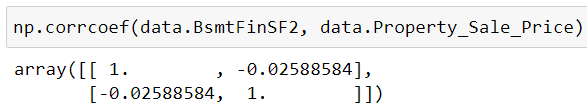 np.corrcoef(data.BsmtFinSF2, data.Property_Sale_Price)
array([[ 1.        , -0.02588584],
       [-0.02588584,  1.        ]])